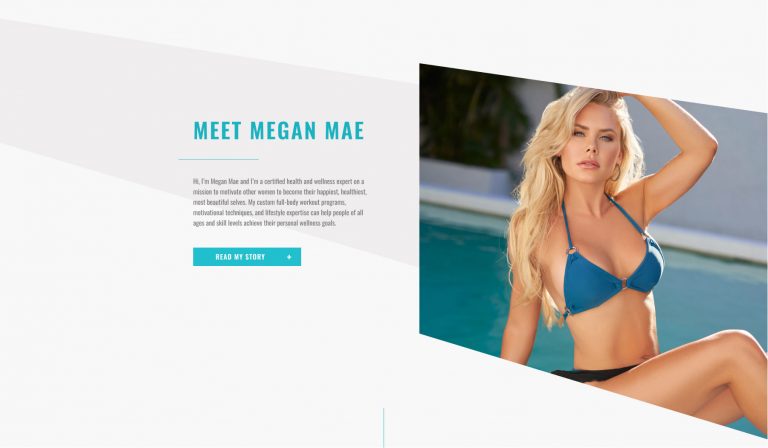 MEET MEGAN MAE
Hi, I'm Megan Mae and I'm a certified health and wellness expert on a
mission to motivate other women to become their happiest, healthiest,
most beautiful selves. My custom full-body workout programs,
motivational techniques, and lifestyle expertise can help people of all
ages and skill levels achieve their personal wellness goals.
READ MY STORY +